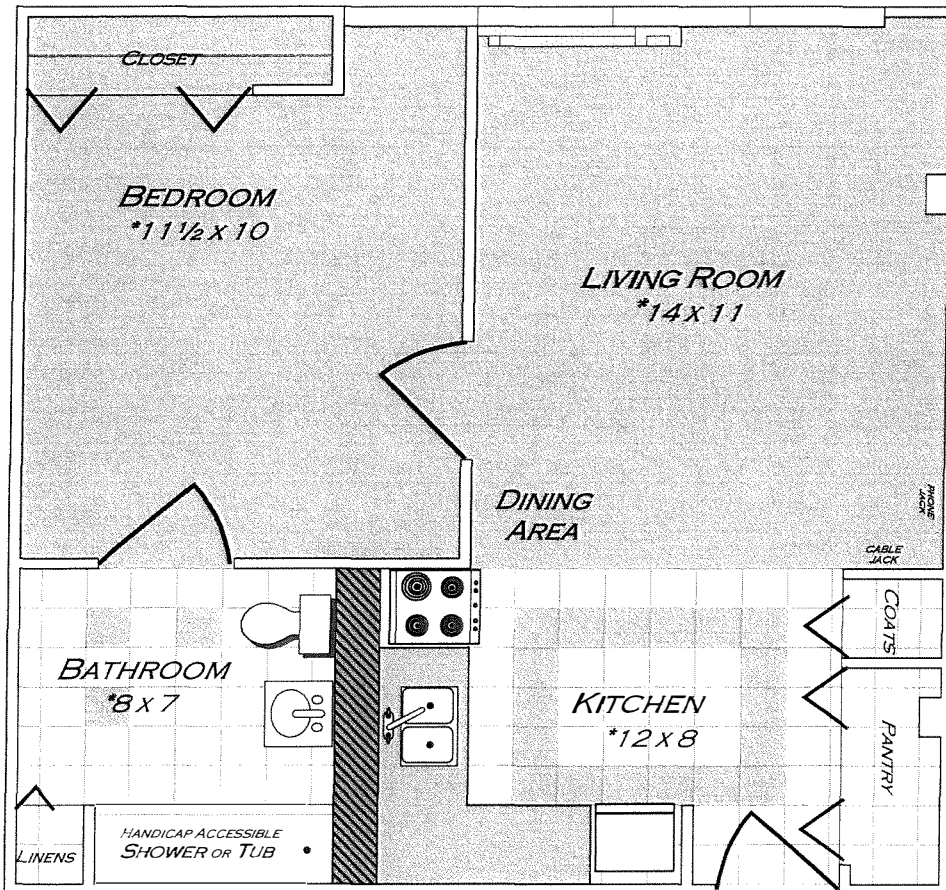 CLOSET
BEDROOM
*11½ X 10
LIVING ROOM
*14 X 11
DINING
AREA
PHONE
JACK
CABLE
JACK
COATS
BATHROOM
*8 X 7
KITCHEN
*12 X 8
PANTRY
LINENS
HANDICAP ACCESSIBLE
SHOWER OR TUB